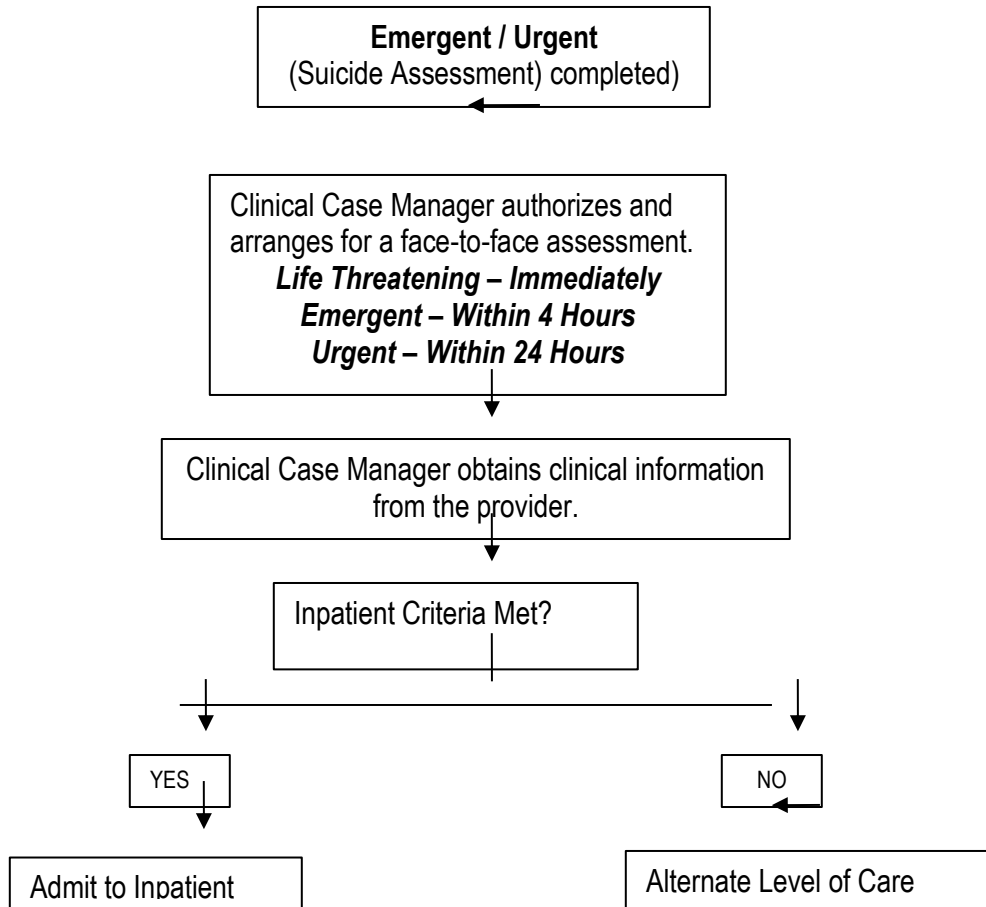 Emergent / Urgent
(Suicide Assessment) completed)
Clinical Case Manager authorizes and
arranges for a face-to-face assessment.
Life Threatening – Immediately
Emergent – Within 4 Hours
Urgent – Within 24 Hours
Clinical Case Manager obtains clinical information
from the provider.
Inpatient Criteria Met?
YES
NO
Admit to Inpatient
Alternate Level of Care